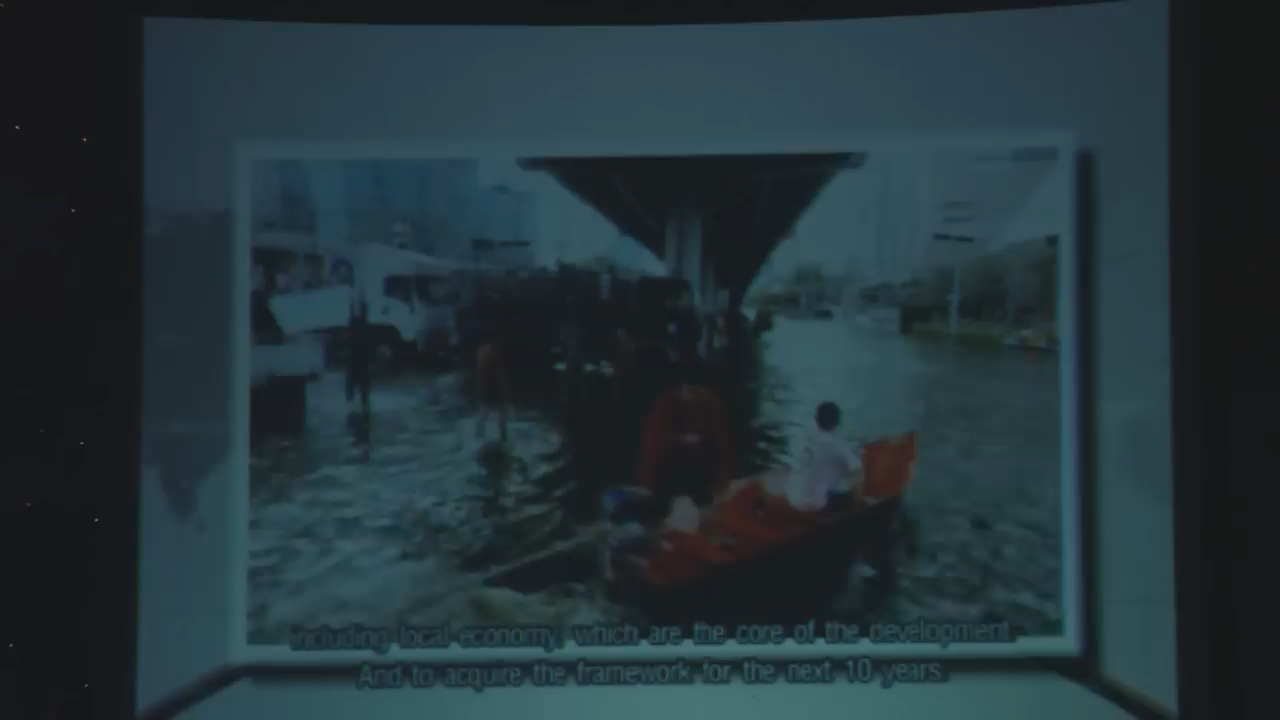 including local economy, which are the core of the development.
And to acquire the framework for the next 10 years.